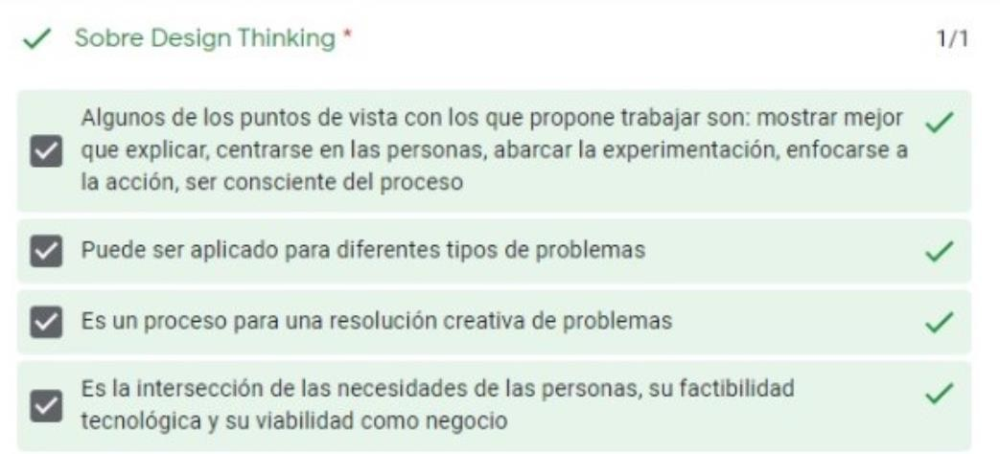 Sobre Design Thinking *
1/1
Algunos de los puntos de vista con los que propone trabajar son: mostrar mejor
que explicar, centrarse en las personas, abarcar la experimentación, enfocarse a
la acción, ser consciente del proceso
Puede ser aplicado para diferentes tipos de problemas
Es un proceso para una resolución creativa de problemas
Es la intersección de las necesidades de las personas, su factibilidad
tecnológica y su viabilidad como negocio